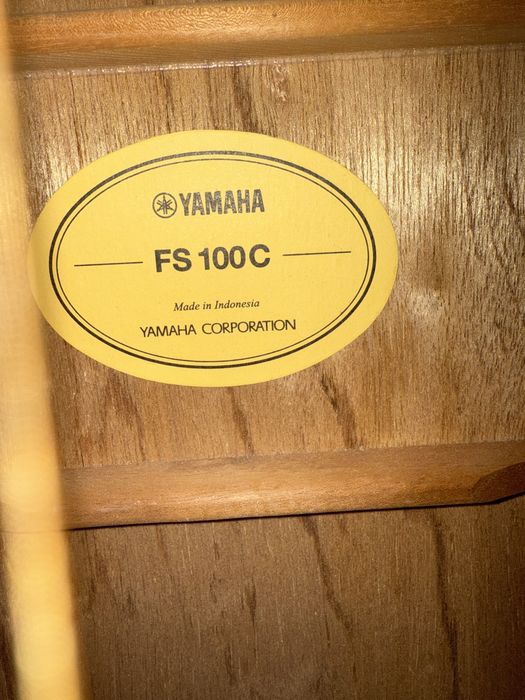 YAMAHA
FS 100C
Made in Indonesia
YAMAHA CORPORATION